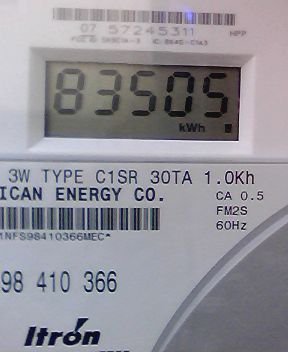 07 57245311
HPP
83505
kWh
3W TYPE C1SR 30TA 1.0Kh
ICAN ENERGY CO.
CA 0.5
FM2S
60Hz
1NFS98410366MEC*
98 410 366
Itron